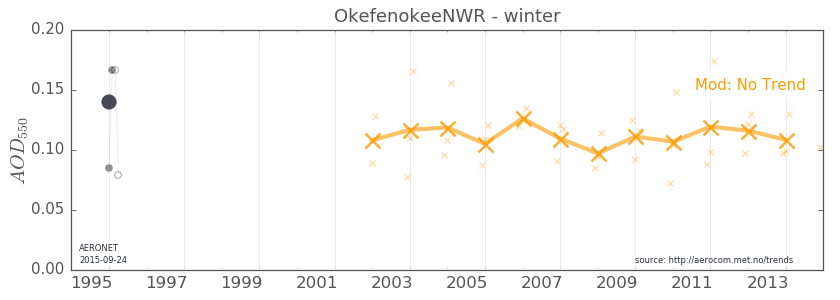 OkefenokeeNWR - winter
0.20
0.15
0.10
0.05
0.00
AOD550
Mod: No Trend
AERONET
2015-09-24
source: http://aerocom.met.no/trends
1995 1997 1999 2001 2003 2005 2007 2009 2011 2013